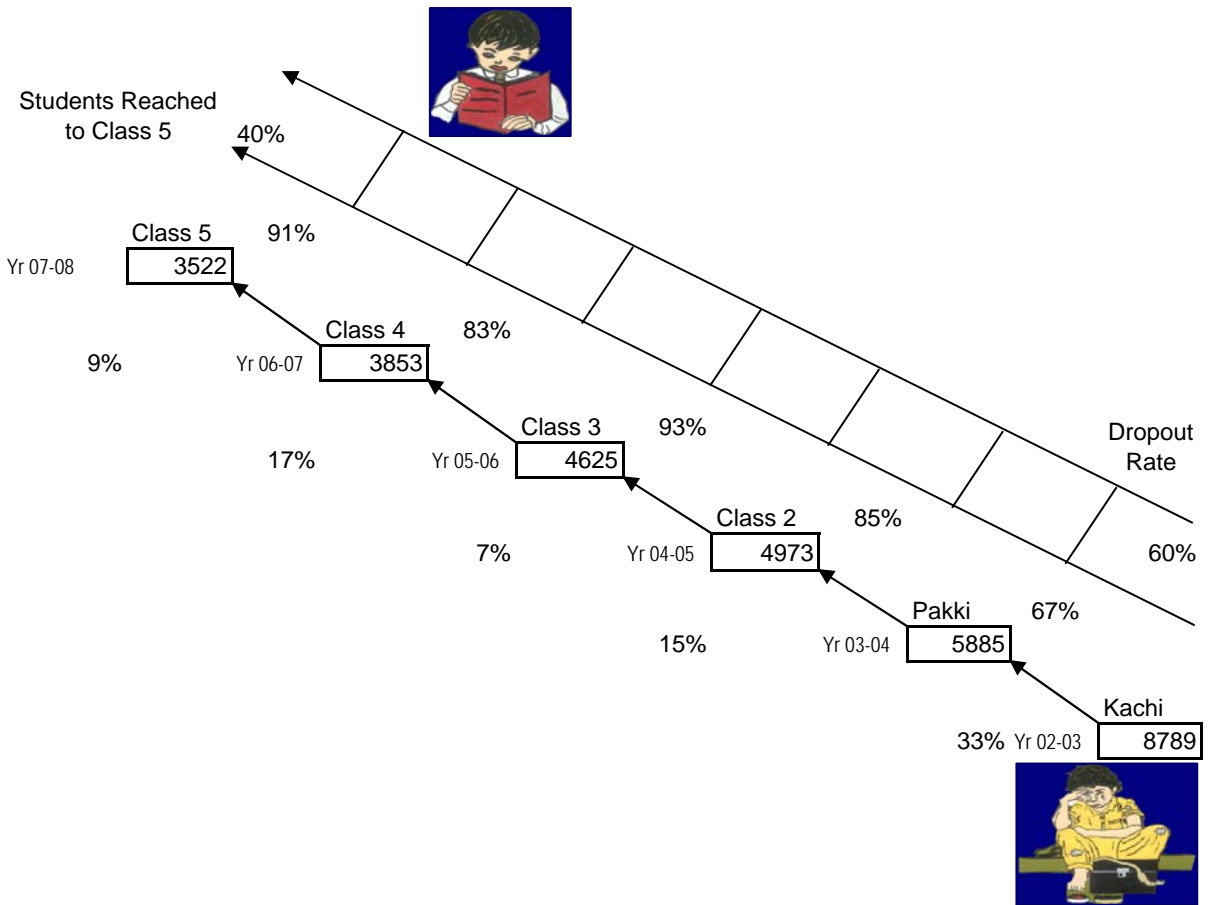 Students Reached
to Class 5
40%
Class 5
91%
Yr 07-08
3522
Class 4
83%
9%
Yr 06-07
3853
Class 3
93%
17%
Yr 05-06
4625
Dropout
Rate
Class 2
85%
7%
Yr 04-05
4973
60%
Pakki
67%
15%
Yr 03-04
5885
Kachi
33%
Yr 02-03
8789